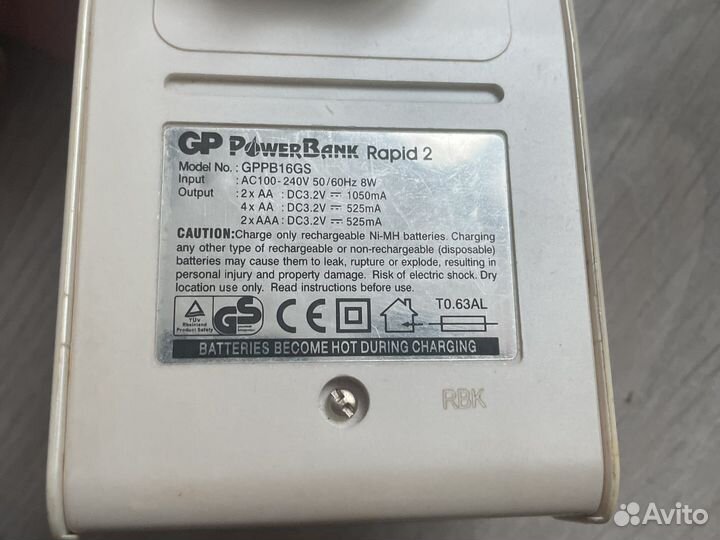 GP PowerBank Rapid 2
Model No. : GPPB16GS
Input : AC100-240V 50/60Hz 8W
Output : 2 x AA : DC3.2V ⎓ 1050mA
4 x AA : DC3.2V ⎓ 525mA
2 x AAA : DC3.2V ⎓ 525mA
CAUTION:Charge only rechargeable Ni-MH batteries. Charging
any other type of rechargeable or non-rechargeable (disposable)
batteries may cause them to leak, rupture or explode, resulting in
personal injury and property damage. Risk of electric shock. Dry
location use only. Read instructions before use.
TÜV
Rheinland
Product Safety
GS
CE
T0.63AL
BATTERIES BECOME HOT DURING CHARGING
RBK
Avito